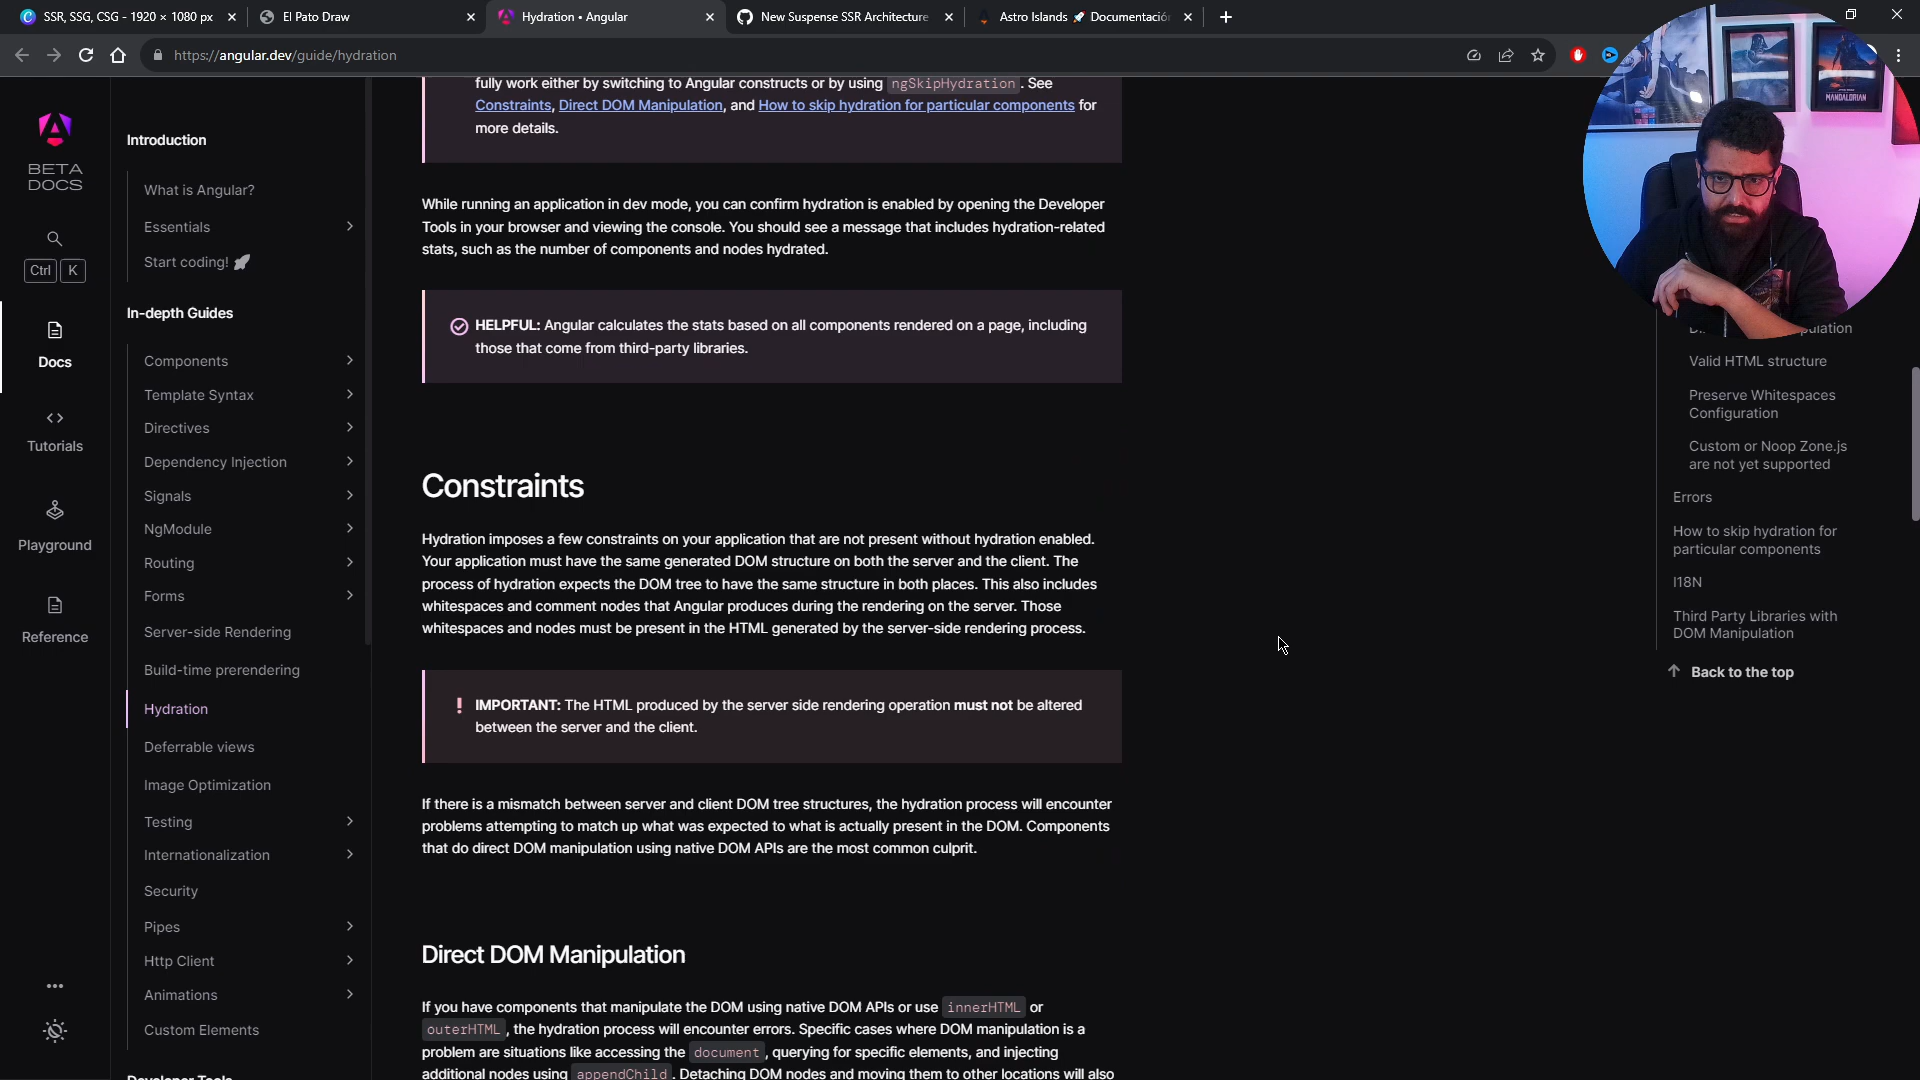 SSR, SSG, CSG - 1920 × 1080 px
El Pato Draw
Hydration • Angular
New Suspense SSR Architecture
Astro Islands 🚀 Documentació
https://angular.dev/guide/hydration
BETA
DOCS
Ctrl K
Docs
Tutorials
Playground
Reference
Introduction
What is Angular?
Essentials
Start coding! 🚀
In-depth Guides
Components
Template Syntax
Directives
Dependency Injection
Signals
NgModule
Routing
Forms
Server-side Rendering
Build-time prerendering
Hydration
Deferrable views
Image Optimization
Testing
Internationalization
Security
Pipes
Http Client
Animations
Custom Elements
Developer Tools
fully work either by switching to Angular constructs or by using ngSkipHydration. See
Constraints, Direct DOM Manipulation, and How to skip hydration for particular components for
more details.
While running an application in dev mode, you can confirm hydration is enabled by opening the Developer
Tools in your browser and viewing the console. You should see a message that includes hydration-related
stats, such as the number of components and nodes hydrated.
HELPFUL: Angular calculates the stats based on all components rendered on a page, including
those that come from third-party libraries.
Constraints
Hydration imposes a few constraints on your application that are not present without hydration enabled.
Your application must have the same generated DOM structure on both the server and the client. The
process of hydration expects the DOM tree to have the same structure in both places. This also includes
whitespaces and comment nodes that Angular produces during the rendering on the server. Those
whitespaces and nodes must be present in the HTML generated by the server-side rendering process.
IMPORTANT: The HTML produced by the server side rendering operation must not be altered
between the server and the client.
If there is a mismatch between server and client DOM tree structures, the hydration process will encounter
problems attempting to match up what was expected to what is actually present in the DOM. Components
that do direct DOM manipulation using native DOM APIs are the most common culprit.
Direct DOM Manipulation
If you have components that manipulate the DOM using native DOM APIs or use innerHTML or
outerHTML, the hydration process will encounter errors. Specific cases where DOM manipulation is a
problem are situations like accessing the document, querying for specific elements, and injecting
additional nodes using appendChild. Detaching DOM nodes and moving them to other locations will also
MANDALORIAN
Valid HTML structure
Preserve Whitespaces
Configuration
Custom or Noop Zone.js
are not yet supported
Errors
How to skip hydration for
particular components
I18N
Third Party Libraries with
DOM Manipulation
Back to the top